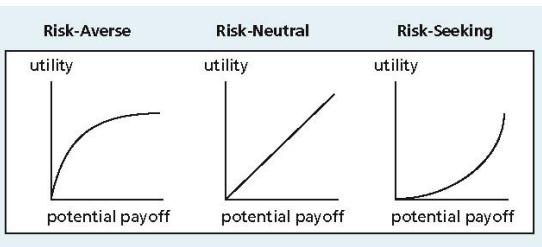 Risk-Averse Risk-Neutral Risk-Seeking
utility utility utility
potential payoff potential payoff potential payoff